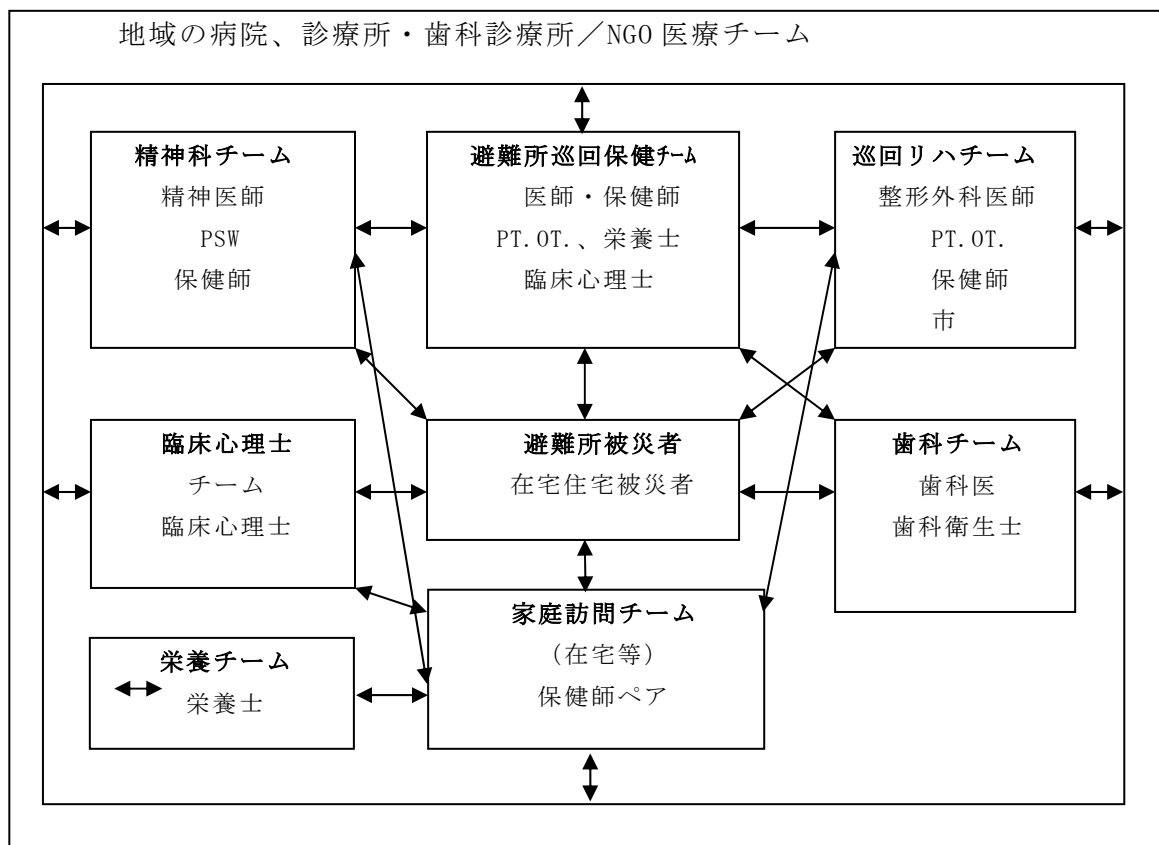 地域の病院、診療所・歯科診療所／NGO 医療チーム
精神科チーム
精神医師
PSW
保健師
避難所巡回保健ﾁｰﾑ
医師・保健師
PT.OT.、栄養士
臨床心理士
巡回リハチーム
整形外科医師
PT.OT.
保健師
市
臨床心理士
チーム
臨床心理士
避難所被災者
在宅住宅被災者
歯科チーム
歯科医
歯科衛生士
家庭訪問チーム
（在宅等）
保健師ペア
栄養チーム
栄養士